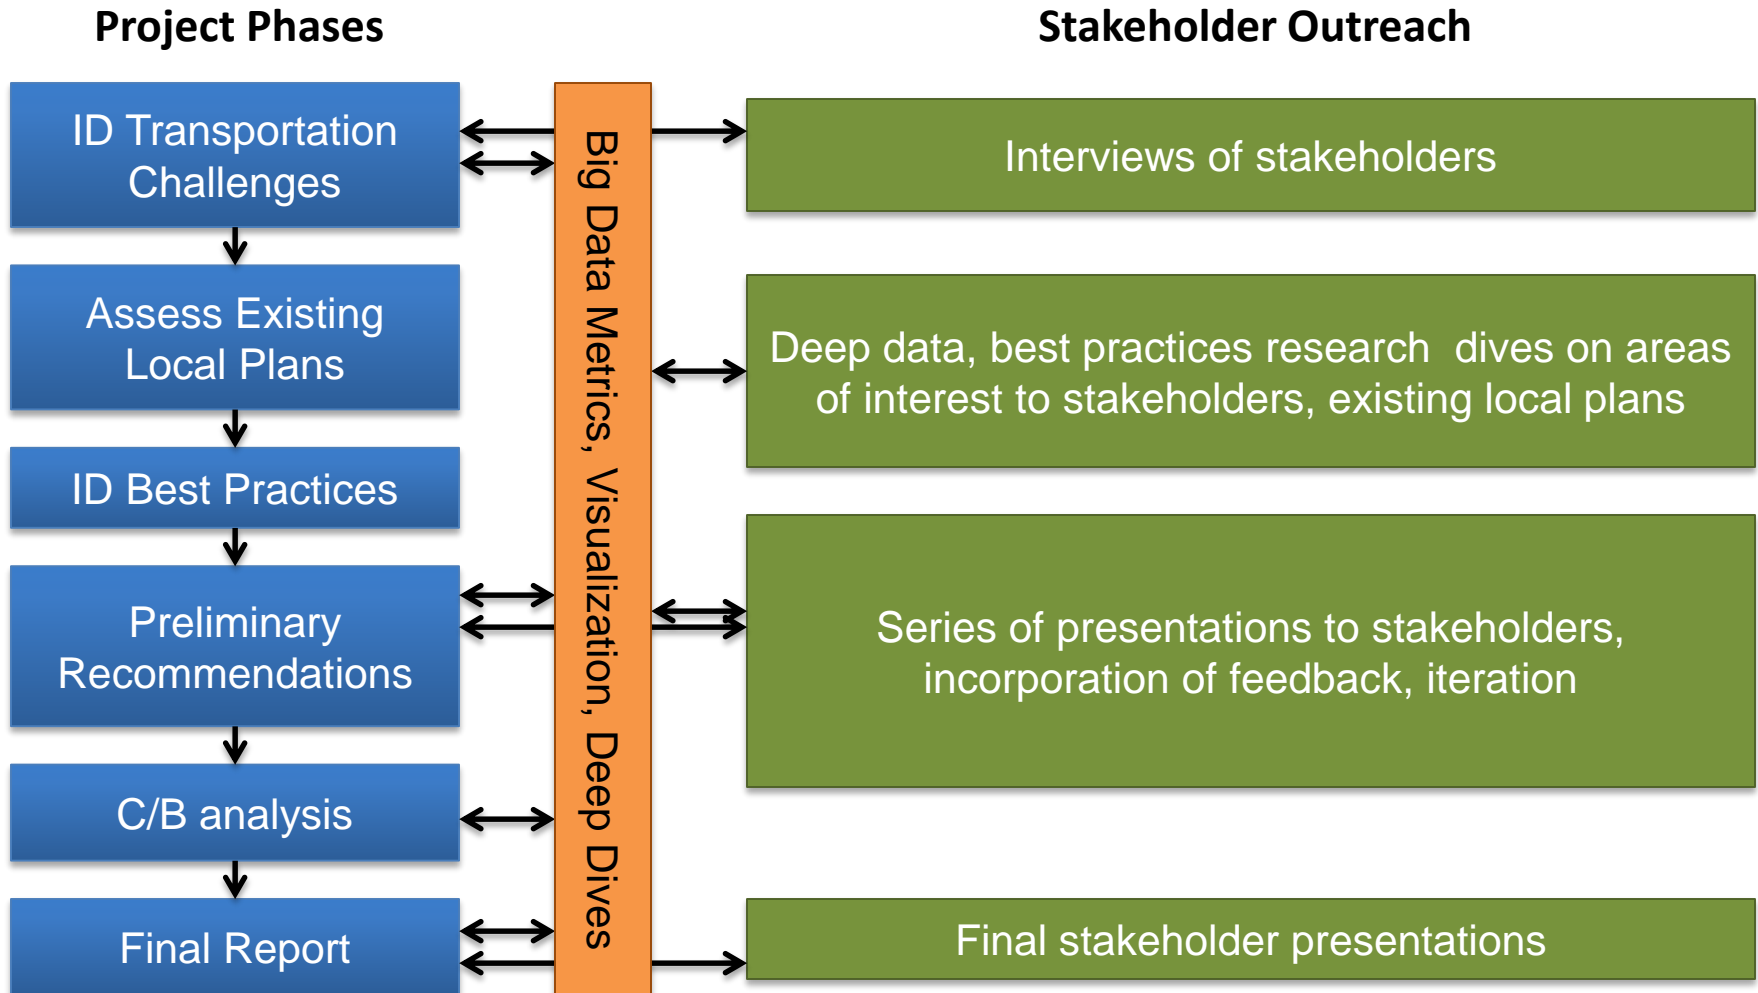 Project Phases
Stakeholder Outreach
ID Transportation
Challenges
Assess Existing
Local Plans
ID Best Practices
Preliminary
Recommendations
C/B analysis
Final Report
Big Data Metrics, Visualization, Deep Dives
Interviews of stakeholders
Deep data, best practices research  dives on areas
of interest to stakeholders, existing local plans
Series of presentations to stakeholders,
incorporation of feedback, iteration
Final stakeholder presentations